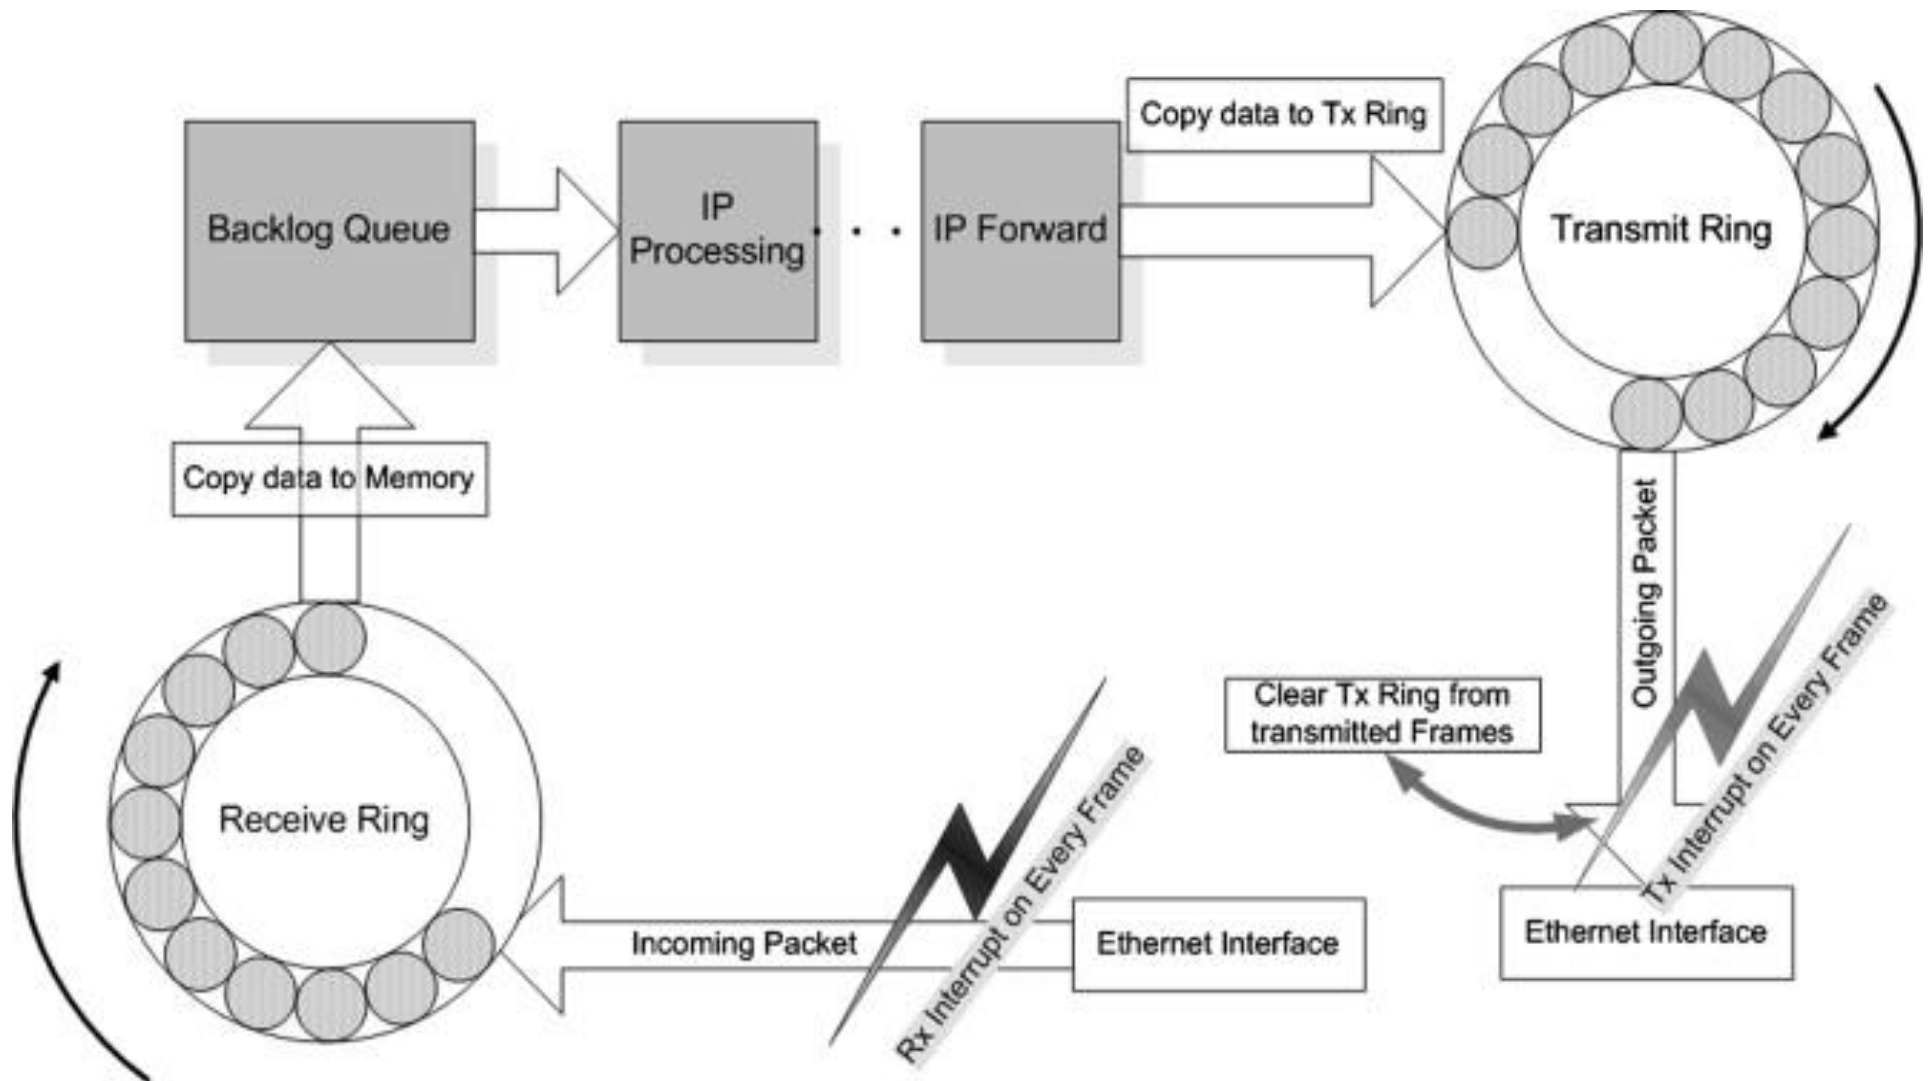 Copy data to Tx Ring
Backlog Queue
IP
Processing
. . .
IP Forward
Transmit Ring
Copy data to Memory
Outgoing Packet
Tx Interrupt on Every Frame
Clear Tx Ring from
transmitted Frames
Receive Ring
Incoming Packet
Rx Interrupt on Every Frame
Ethernet Interface
Ethernet Interface